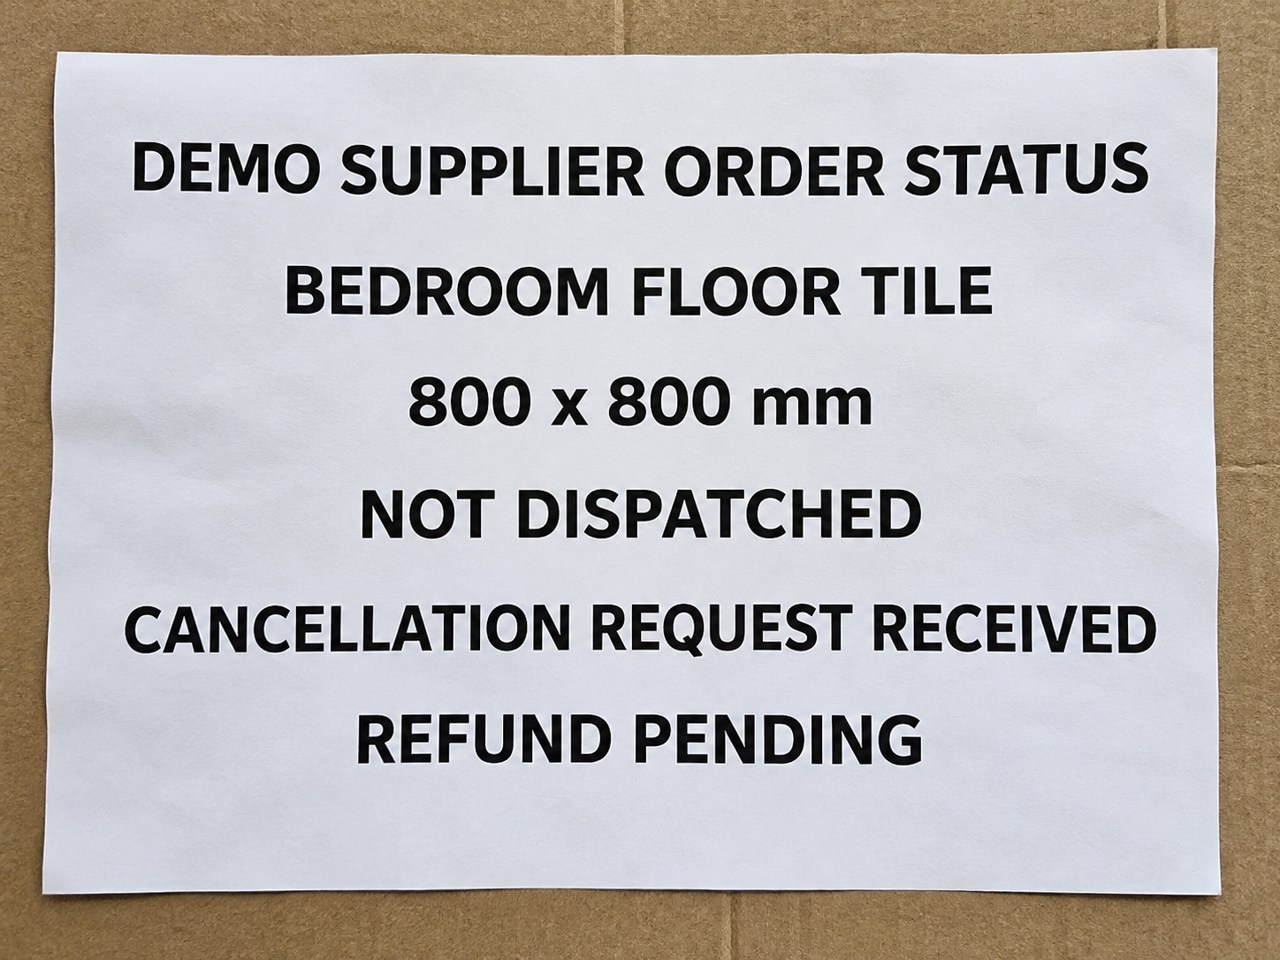 DEMO SUPPLIER ORDER STATUS
BEDROOM FLOOR TILE
800 x 800 mm
NOT DISPATCHED
CANCELLATION REQUEST RECEIVED
REFUND PENDING